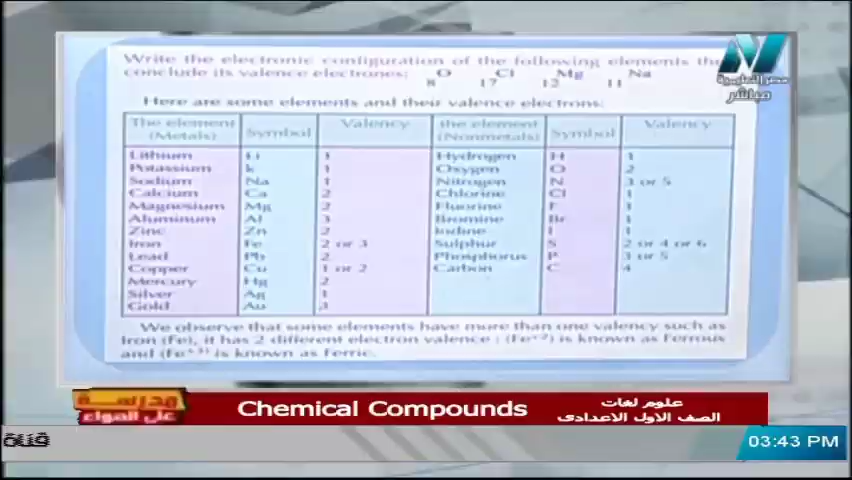 Write the electronic configuration of the following elements the
conclude its valence electrones: O Cl Mg Na
8 17 12 11
Here are some elements and their valence electrons:
The element (Metals) Symbol Valency the element (Nonmetals) Symbol Valency
Lithium Li 1 Hydrogen H 1
Potassium k 1 Oxygen O 2
Sodium Na 1 Nitrogen N 3 or 5
Calcium Ca 2 Chlorine Cl 1
Magnesium Mg 2 Fluorine F 1
Aluminum Al 3 Bromine Br 1
Zinc Zn 2 Iodine I 1
Iron Fe 2 or 3 Sulphur S 2 or 4 or 6
Lead Pb 2 Phosphorus P 3 or 5
Copper Cu 1 or 2 Carbon C 4
Mercury Hg 2
Silver Ag 1
Gold Au 3
We observe that some elements have more than one valency such as
Iron (Fe), it has 2 different electron valence : (Fe+2) is known as Ferrous
and (Fe+3) is known as Ferric.
مصر التعليمية
مباشر
مدرسة
على الهواء
Chemical Compounds
علوم لغات
الصف الاول الاعدادى
قناة
03:43 PM